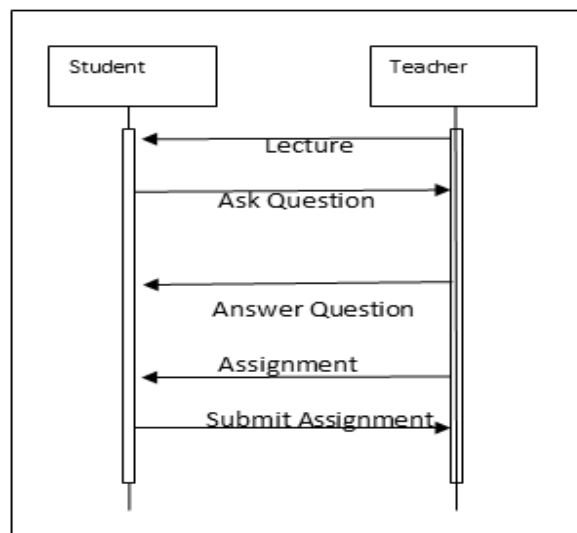 Student
Teacher
Lecture
Ask Question
Answer Question
Assignment
Submit Assignment